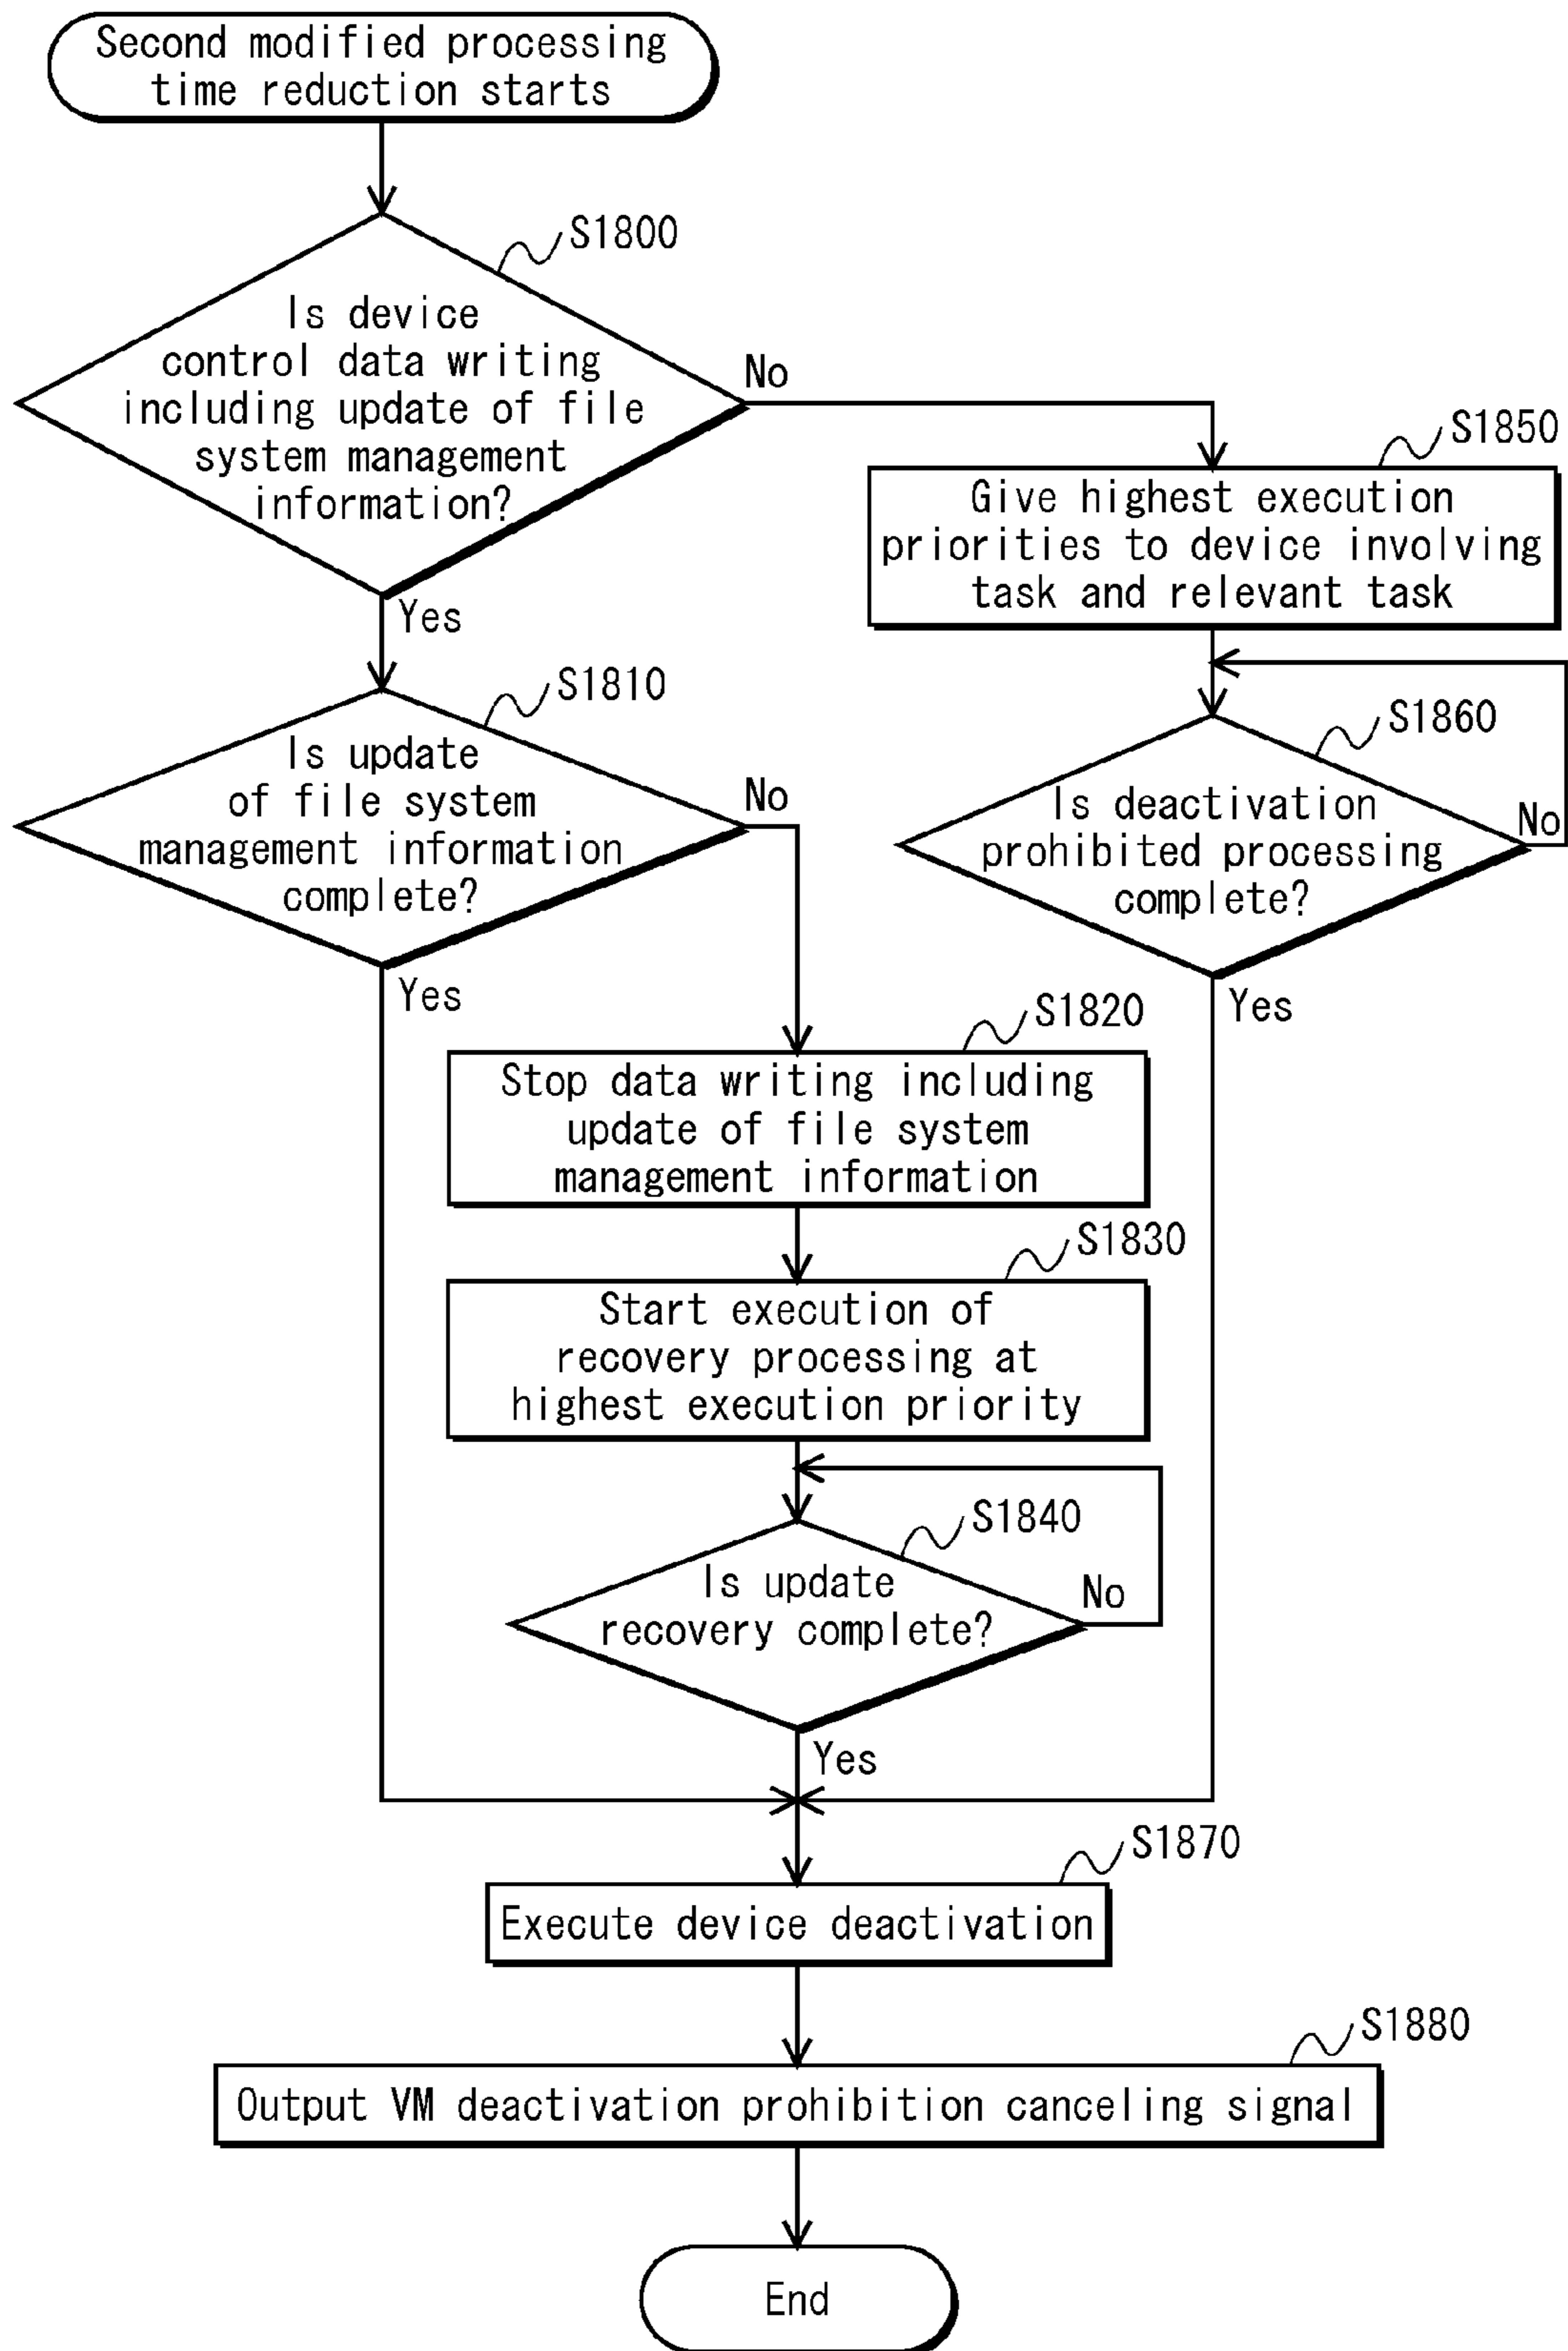 Second modified processing
time reduction starts
S1800
Is device
control data writing
including update of file
system management
information?
No
Yes
S1850
Give highest execution
priorities to device involving
task and relevant task
S1810
Is update
of file system
management information
complete?
No
Yes
S1860
Is deactivation
prohibited processing
complete?
No
Yes
S1820
Stop data writing including
update of file system
management information
S1830
Start execution of
recovery processing at
highest execution priority
S1840
Is update
recovery complete?
No
Yes
S1870
Execute device deactivation
S1880
Output VM deactivation prohibition canceling signal
End